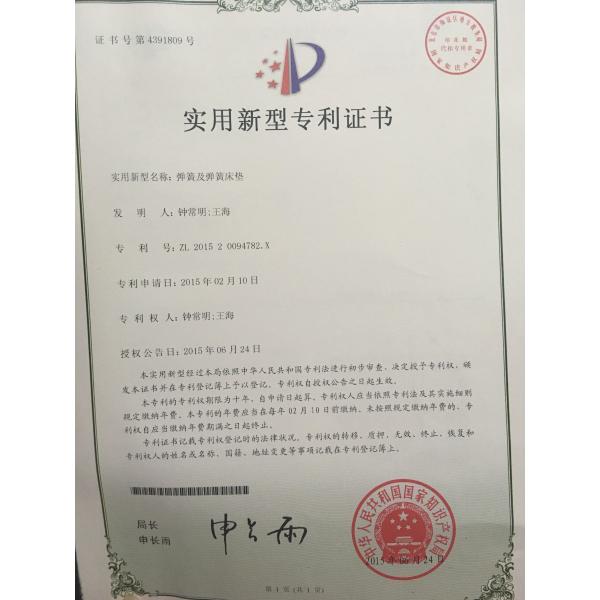 证书号第4391809号
实用新型专利证书
实用新型名称：弹簧及弹簧床垫
发明人：钟常明;王海
专利号：ZL 2015 2 0094782.X
专利申请日：2015年02月10日
专利权人：钟常明;王海
授权公告日：2015年06月24日
本实用新型经过本局依照中华人民共和国专利法进行初步审查，决定授予专利权，颁
发本证书并在专利登记簿上予以登记。专利权自授权公告之日起生效。
本专利的专利权期限为十年，自申请日起算。专利权人应当依照专利法及其实施细则
规定缴纳年费。本专利的年费应当在每年02月10日前缴纳。未按照规定缴纳年费的，专
利权自应当缴纳年费期满之日起终止。
专利证书记载专利权登记时的法律状况。专利权的转移、质押、无效、终止、恢复和
专利权人的姓名或名称、国籍、地址变更等事项记载在专利登记簿上。
局长
申长雨
申长雨
中华人民共和国国家知识产权局
2015年06月24日
第1页（共1页）